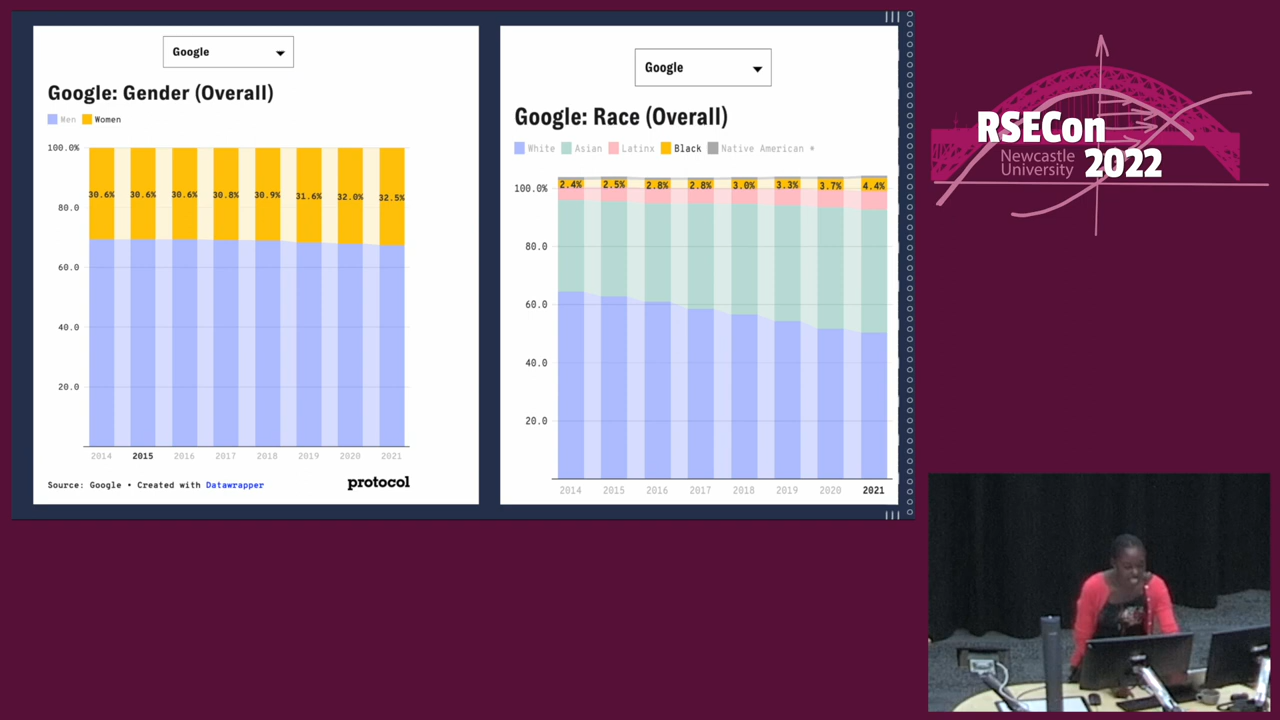 Google
Google: Gender (Overall)
Men Women
100.0%
80.0
60.0
40.0
20.0
30.6% 30.6% 30.6% 30.8% 30.9% 31.6% 32.0% 32.5%
2014 2015 2016 2017 2018 2019 2020 2021
Source: Google • Created with Datawrapper
protocol
Google
Google: Race (Overall)
White Asian Latinx Black Native American *
100.0%
80.0
60.0
40.0
20.0
2.4% 2.5% 2.8% 2.8% 3.0% 3.3% 3.7% 4.4%
2014 2015 2016 2017 2018 2019 2020 2021
RSECon
Newcastle
University
2022